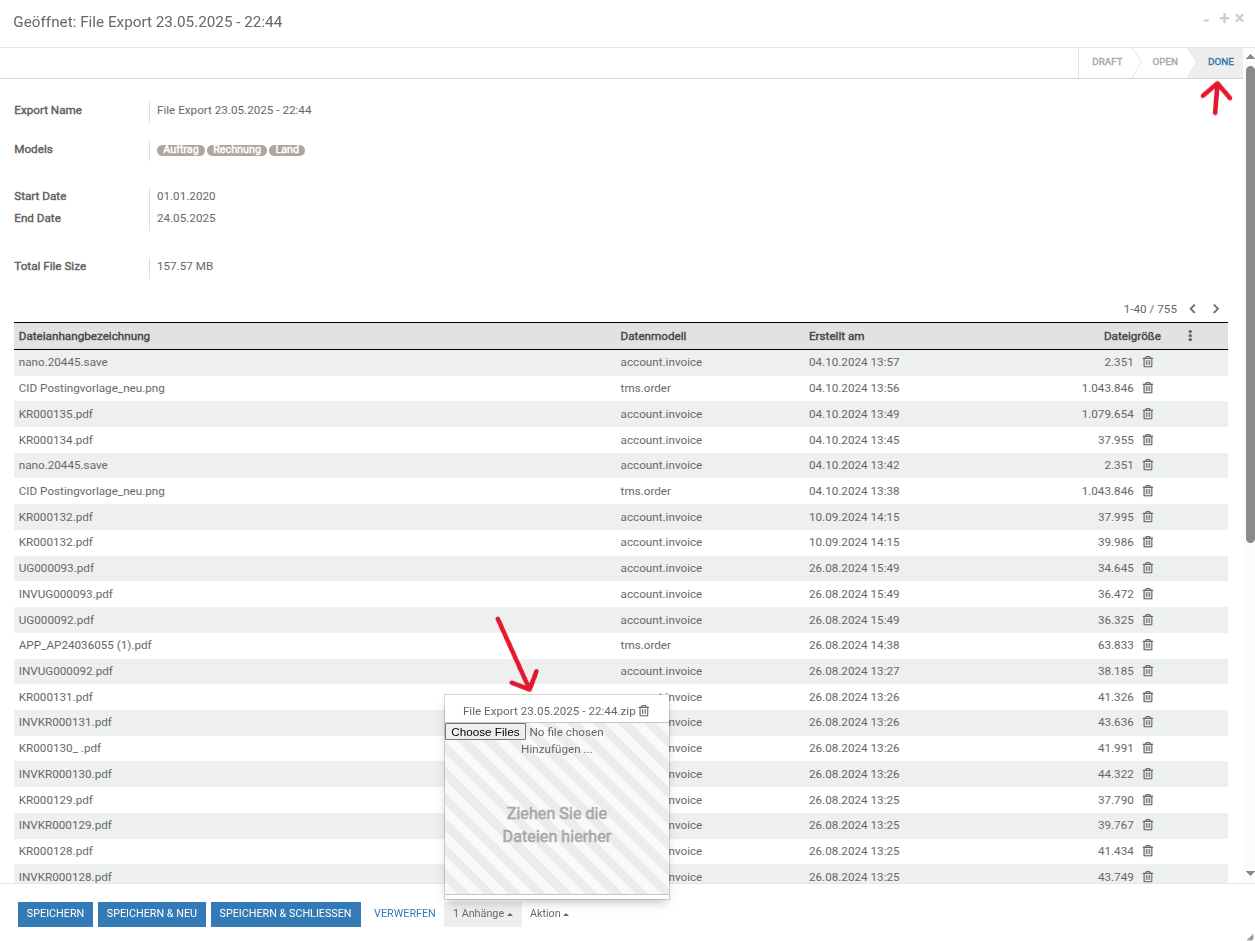 Geöffnet: File Export 23.05.2025 - 22:44
DRAFT OPEN DONE
Export Name File Export 23.05.2025 - 22:44
Models Auftrag Rechnung Land
Start Date 01.01.2020
End Date 24.05.2025
Total File Size 157.57 MB
1-40 / 755
Dateianhangbezeichnung Datenmodell Erstellt am Dateigröße
nano.20445.save account.invoice 04.10.2024 13:57 2.351
CID Postingvorlage_neu.png tms.order 04.10.2024 13:56 1.043.846
KR000135.pdf account.invoice 04.10.2024 13:49 1.079.654
KR000134.pdf account.invoice 04.10.2024 13:45 37.955
nano.20445.save account.invoice 04.10.2024 13:42 2.351
CID Postingvorlage_neu.png tms.order 04.10.2024 13:38 1.043.846
KR000132.pdf account.invoice 10.09.2024 14:15 37.995
KR000132.pdf account.invoice 10.09.2024 14:15 39.986
UG000093.pdf account.invoice 26.08.2024 15:49 34.645
INVUG000093.pdf account.invoice 26.08.2024 15:49 36.472
UG000092.pdf account.invoice 26.08.2024 15:49 36.325
APP_AP24036055 (1).pdf tms.order 26.08.2024 14:38 63.833
INVUG000092.pdf account.invoice 26.08.2024 13:27 38.185
KR000131.pdf nvoice 26.08.2024 13:26 41.326
INVKR000131.pdf nvoice 26.08.2024 13:26 43.636
KR000130_ .pdf nvoice 26.08.2024 13:26 41.991
INVKR000130.pdf nvoice 26.08.2024 13:26 44.322
KR000129.pdf nvoice 26.08.2024 13:25 37.790
INVKR000129.pdf nvoice 26.08.2024 13:25 39.767
KR000128.pdf nvoice 26.08.2024 13:25 41.434
INVKR000128.pdf nvoice 26.08.2024 13:25 43.749
File Export 23.05.2025 - 22:44.zip
Choose Files No file chosen
Hinzufügen ...
Ziehen Sie die
Dateien hierher
SPEICHERN SPEICHERN & NEU SPEICHERN & SCHLIESSEN VERWERFEN 1 Anhänge Aktion